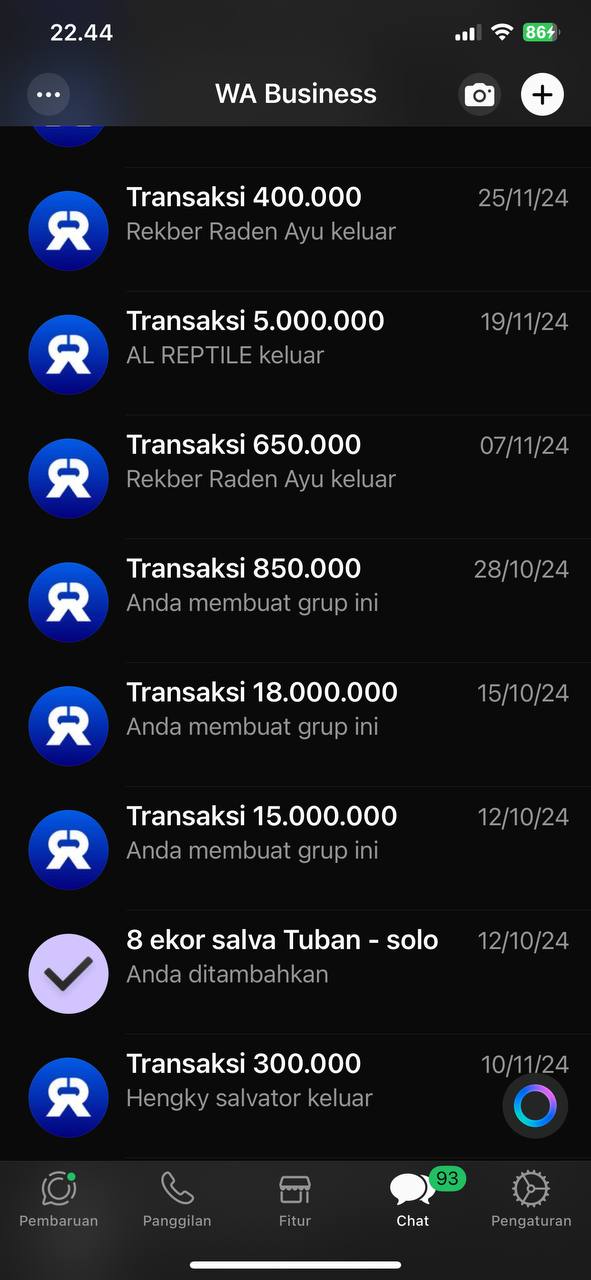 22.44
86
WA Business
Transaksi 400.000
25/11/24
Rekber Raden Ayu keluar
Transaksi 5.000.000
19/11/24
AL REPTILE keluar
Transaksi 650.000
07/11/24
Rekber Raden Ayu keluar
Transaksi 850.000
28/10/24
Anda membuat grup ini
Transaksi 18.000.000
15/10/24
Anda membuat grup ini
Transaksi 15.000.000
12/10/24
Anda membuat grup ini
8 ekor salva Tuban - solo
12/10/24
Anda ditambahkan
Transaksi 300.000
10/11/24
Hengky salvator keluar
93
Pembaruan
Panggilan
Fitur
Chat
Pengaturan